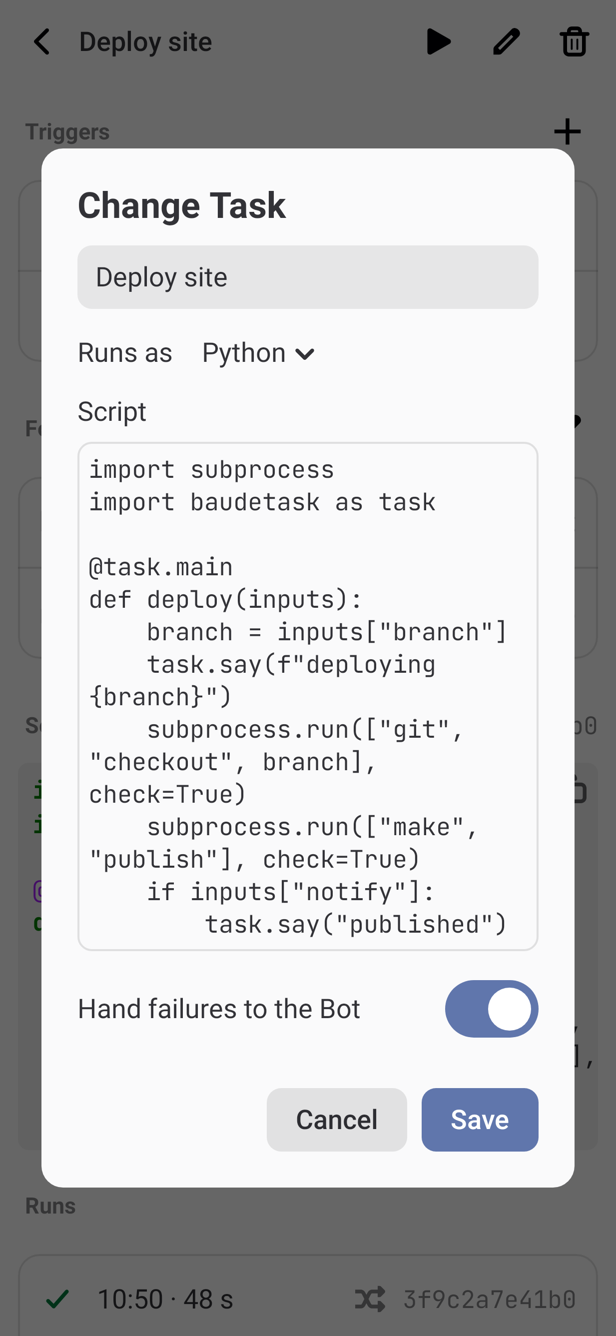 Deploy site
Triggers
Change Task
Deploy site
Runs as Python
Script
import subprocess
import baudetask as task

@task.main
def deploy(inputs):
    branch = inputs["branch"]
    task.say(f"deploying
{branch}")
    subprocess.run(["git",
"checkout", branch],
check=True)
    subprocess.run(["make",
"publish"], check=True)
    if inputs["notify"]:
        task.say("published")
Hand failures to the Bot
Cancel Save
Runs
10:50 · 48 s 3f9c2a7e41b0